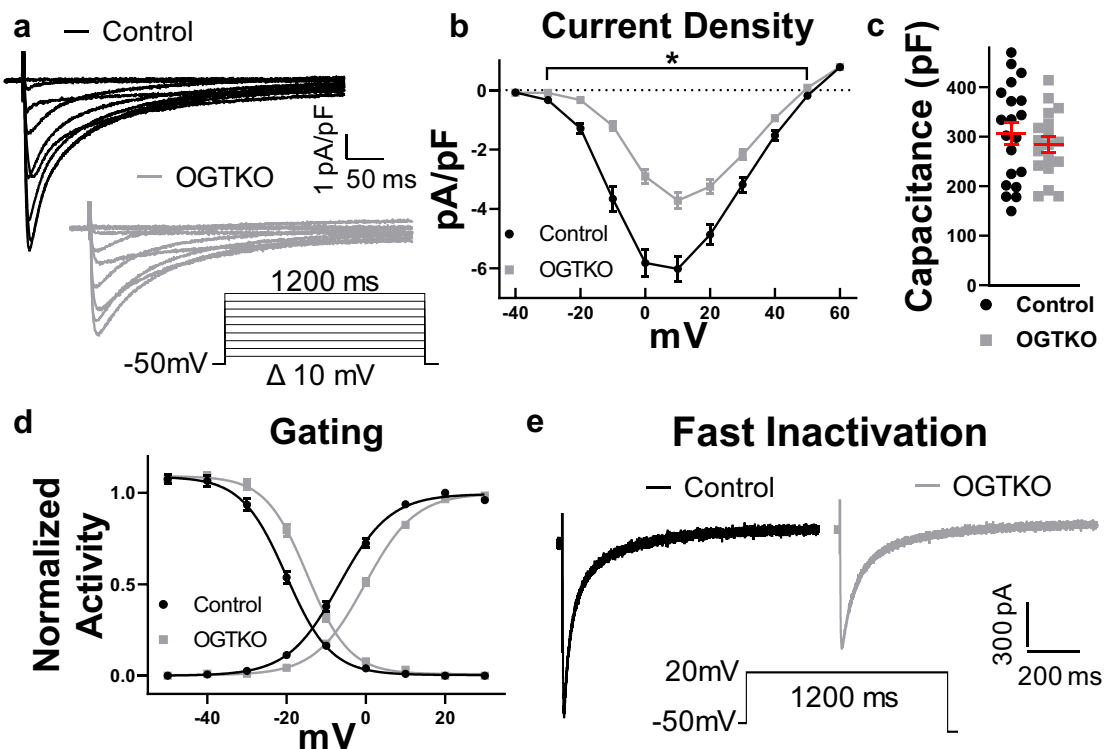 a
Control
1 pA/pF
50 ms
OGTKO
1200 ms
-50mV
Δ 10 mV
b
Current Density
*
pA/pF
0
-2
-4
-6
Control
OGTKO
-40
-20
0
20
40
60
mV
c
Capacitance (pF)
400
300
200
100
0
Control
OGTKO
d
Gating
Normalized
Activity
1.0
0.5
0.0
Control
OGTKO
-40
-20
0
20
mV
e
Fast Inactivation
Control
OGTKO
300 pA
200 ms
20mV
1200 ms
-50mV